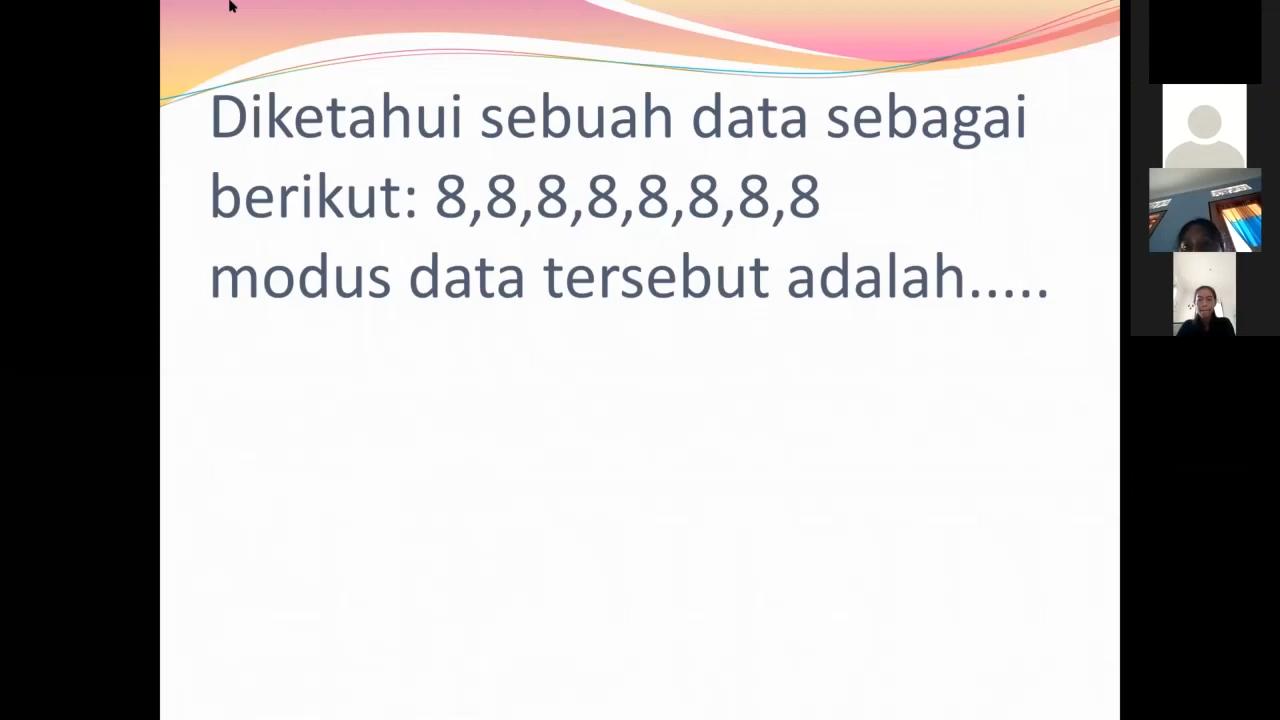 Diketahui sebuah data sebagai
berikut: 8,8,8,8,8,8,8,8
modus data tersebut adalah.....